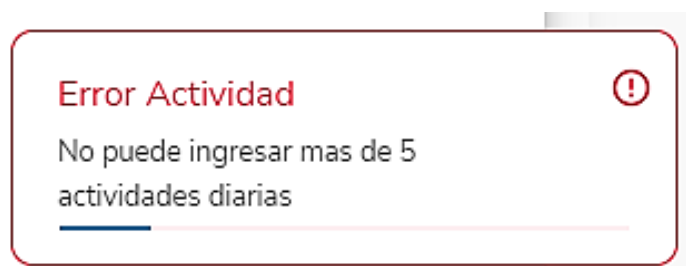 Error Actividad
No puede ingresar mas de 5
actividades diarias